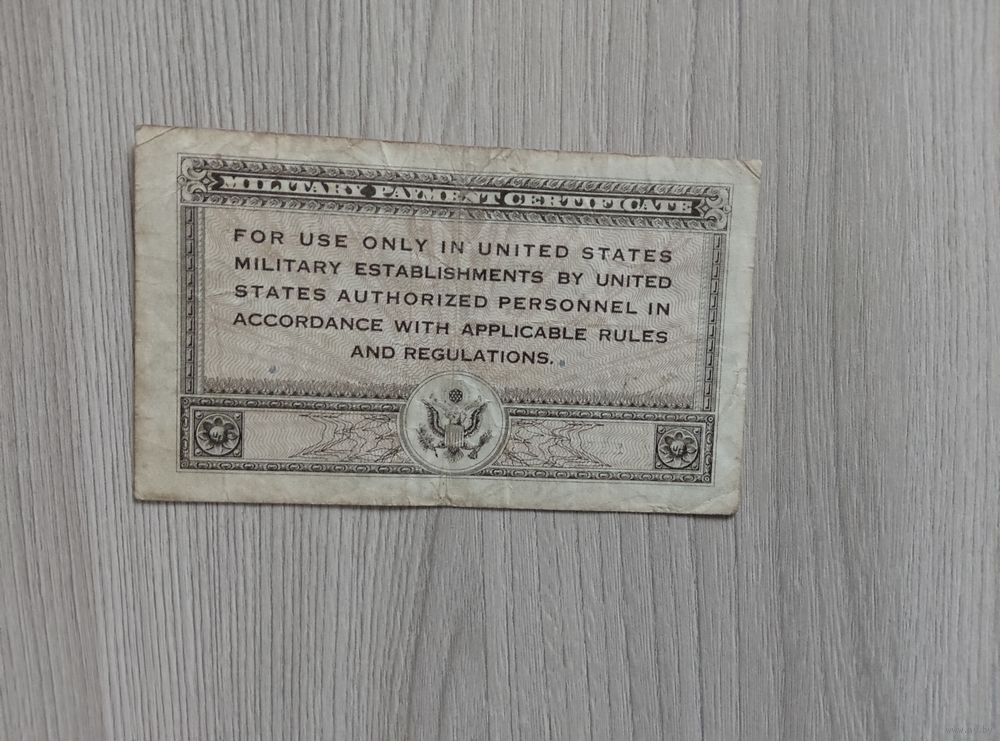 MILITARY PAYMENT CERTIFICATE
FOR USE ONLY IN UNITED STATES
MILITARY ESTABLISHMENTS BY UNITED
STATES AUTHORIZED PERSONNEL IN
ACCORDANCE WITH APPLICABLE RULES
AND REGULATIONS.